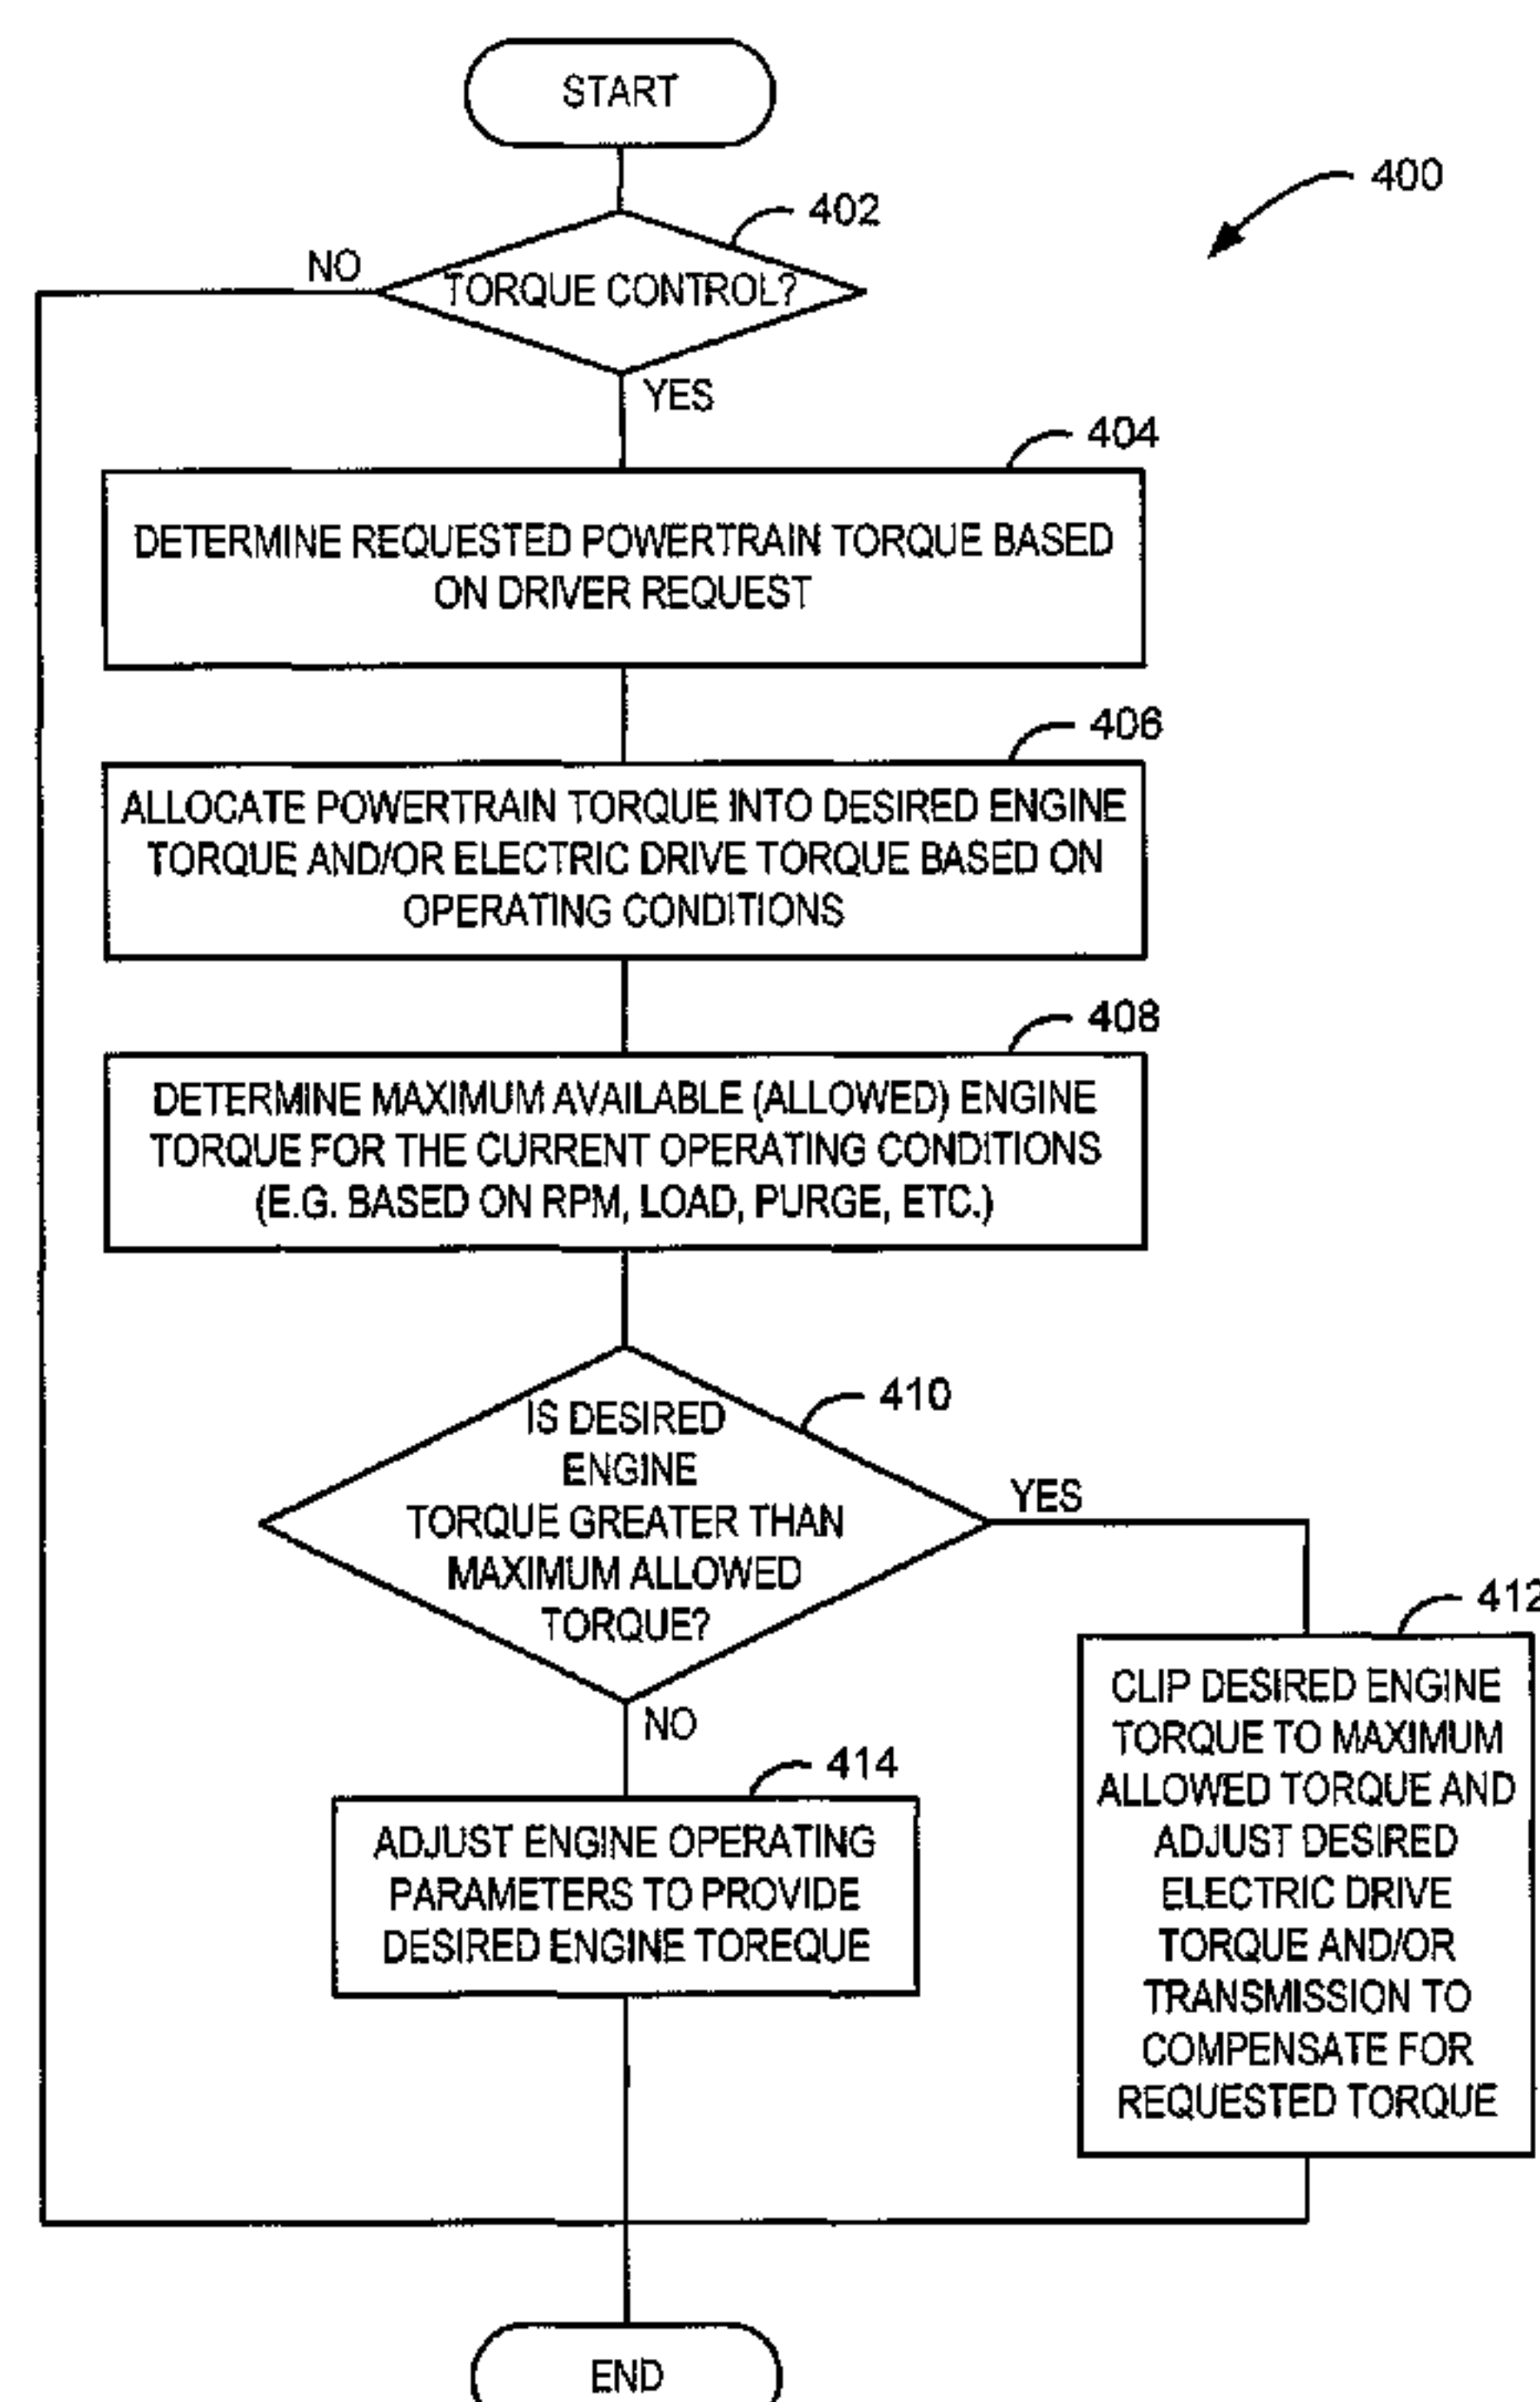 START
400
402
NO
TORQUE CONTROL?
YES
404
DETERMINE REQUESTED POWERTRAIN TORQUE BASED
ON DRIVER REQUEST
406
ALLOCATE POWERTRAIN TORQUE INTO DESIRED ENGINE
TORQUE AND/OR ELECTRIC DRIVE TORQUE BASED ON
OPERATING CONDITIONS
408
DETERMINE MAXIMUM AVAILABLE (ALLOWED) ENGINE
TORQUE FOR THE CURRENT OPERATING CONDITIONS
(E.G. BASED ON RPM, LOAD, PURGE, ETC.)
410
IS DESIRED
ENGINE
TORQUE GREATER THAN
MAXIMUM ALLOWED
TORQUE?
YES
412
CLIP DESIRED ENGINE
TORQUE TO MAXIMUM
ALLOWED TORQUE AND
ADJUST DESIRED
ELECTRIC DRIVE
TORQUE AND/OR
TRANSMISSION TO
COMPENSATE FOR
REQUESTED TORQUE
NO
414
ADJUST ENGINE OPERATING
PARAMETERS TO PROVIDE
DESIRED ENGINE TOREQUE
END